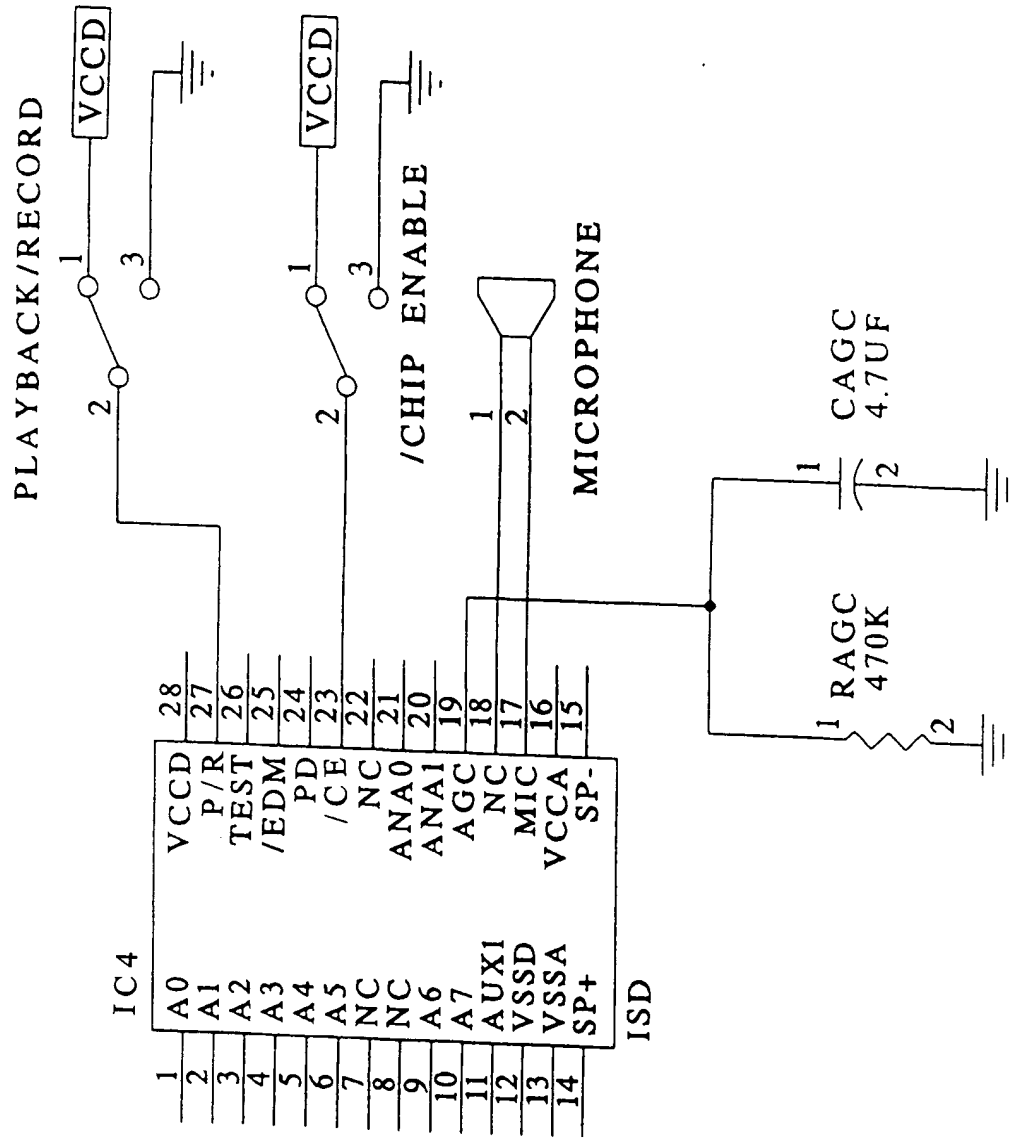 PLAYBACK/RECORD
1
VCCD
2
3
1
VCCD
2
3
/CHIP ENABLE
1
2
MICROPHONE
IC4
1 A0
2 A1
3 A2
4 A3
5 A4
6 A5
7 NC
8 NC
9 A6
10 A7
11 AUX1
12 VSSD
13 VSSA
14 SP+
VCCD 28
P/R 27
TEST 26
/EDM 25
PD 24
/CE 23
NC 22
ANA0 21
ANA1 20
AGC 19
NC 18
MIC 17
VCCA 16
SP- 15
ISD
1
RAGC
470K
2
1
CAGC
4.7UF
2